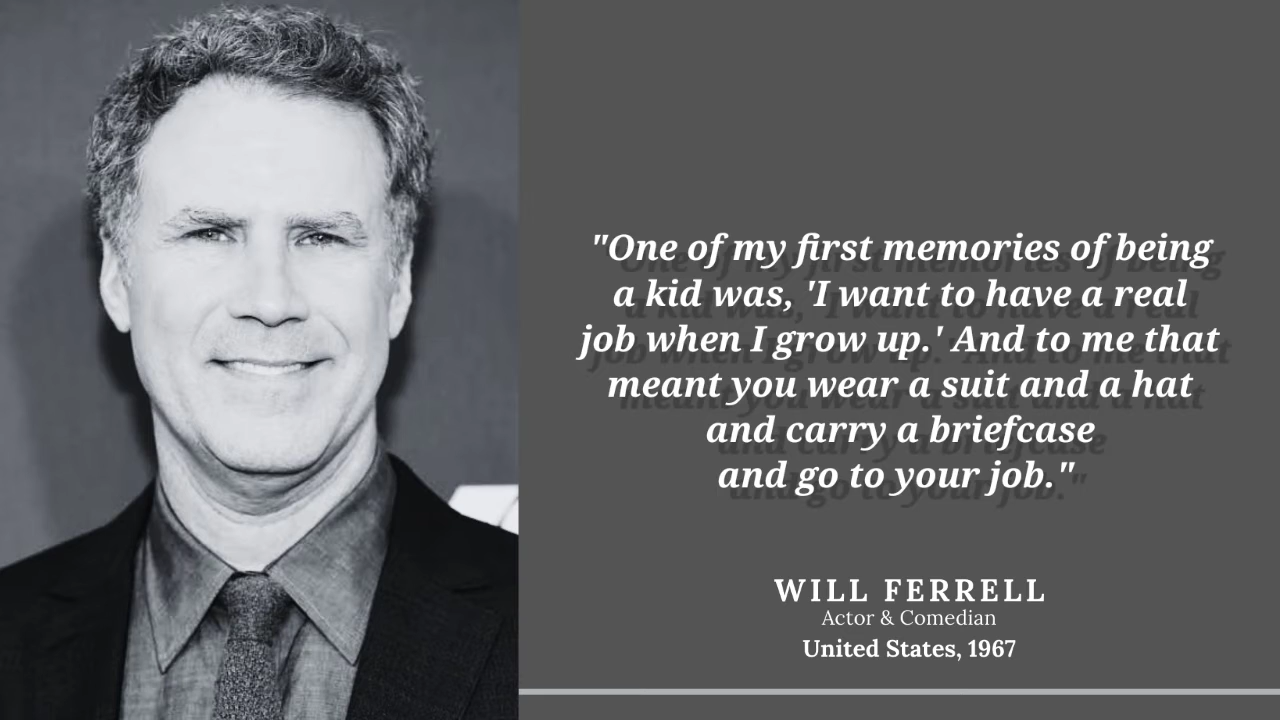 "One of my first memories of being
a kid was, 'I want to have a real
job when I grow up.' And to me that
meant you wear a suit and a hat
and carry a briefcase
and go to your job."
WILL FERRELL
Actor & Comedian
United States, 1967